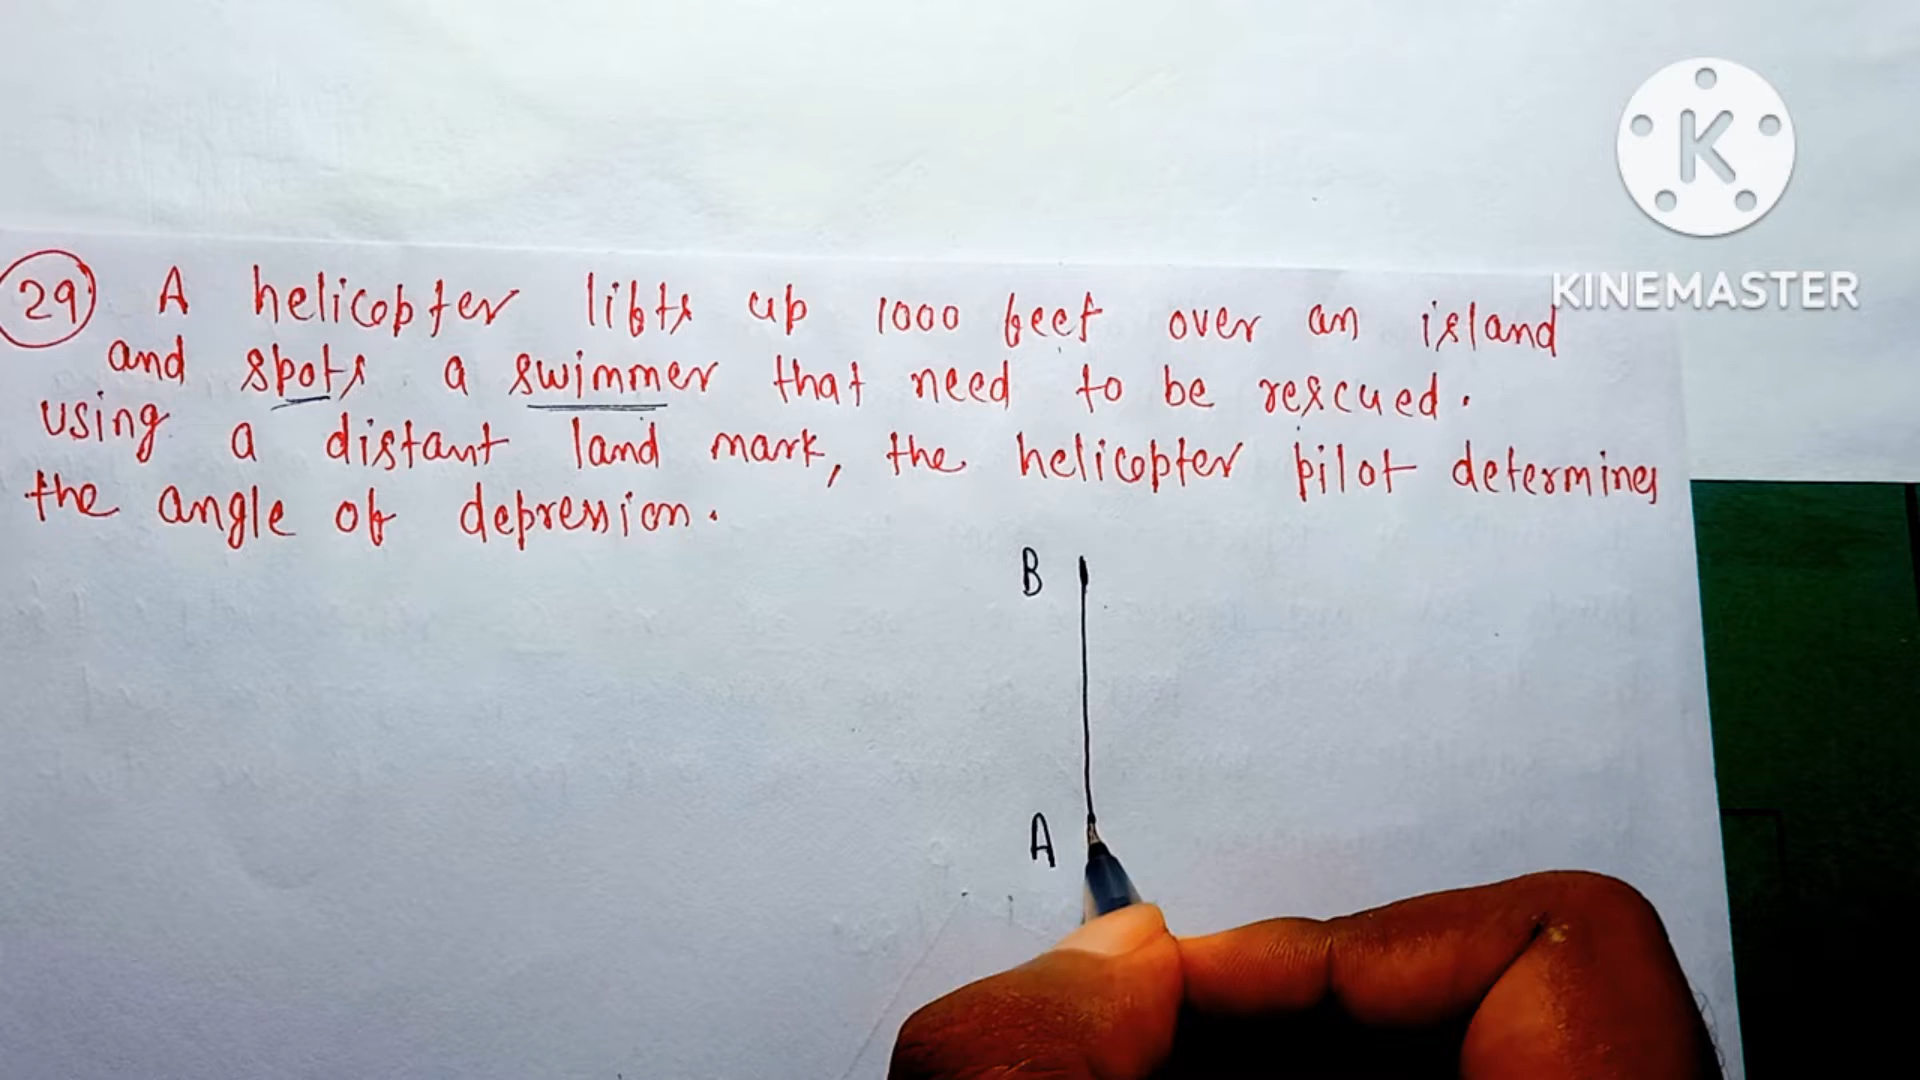 K
KINEMASTER
29 A helicopter lifts up 1000 feet over an island
and spots a swimmer that need to be rescued.
using a distant land mark, the helicopter pilot determines
the angle of depression.
B
A